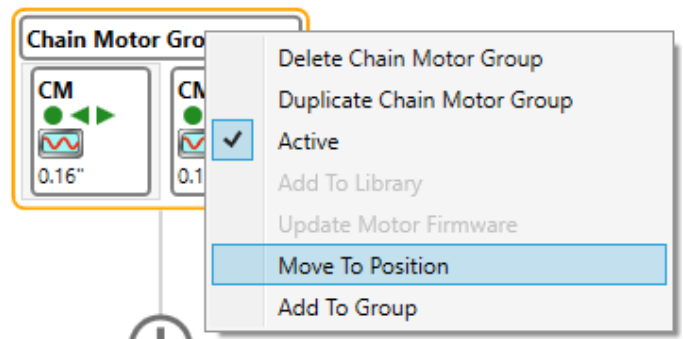 Chain Motor Gro
Delete Chain Motor Group
Duplicate Chain Motor Group
Active
Add To Library
Update Motor Firmware
Move To Position
Add To Group
CM
0.16"
CM
0.1